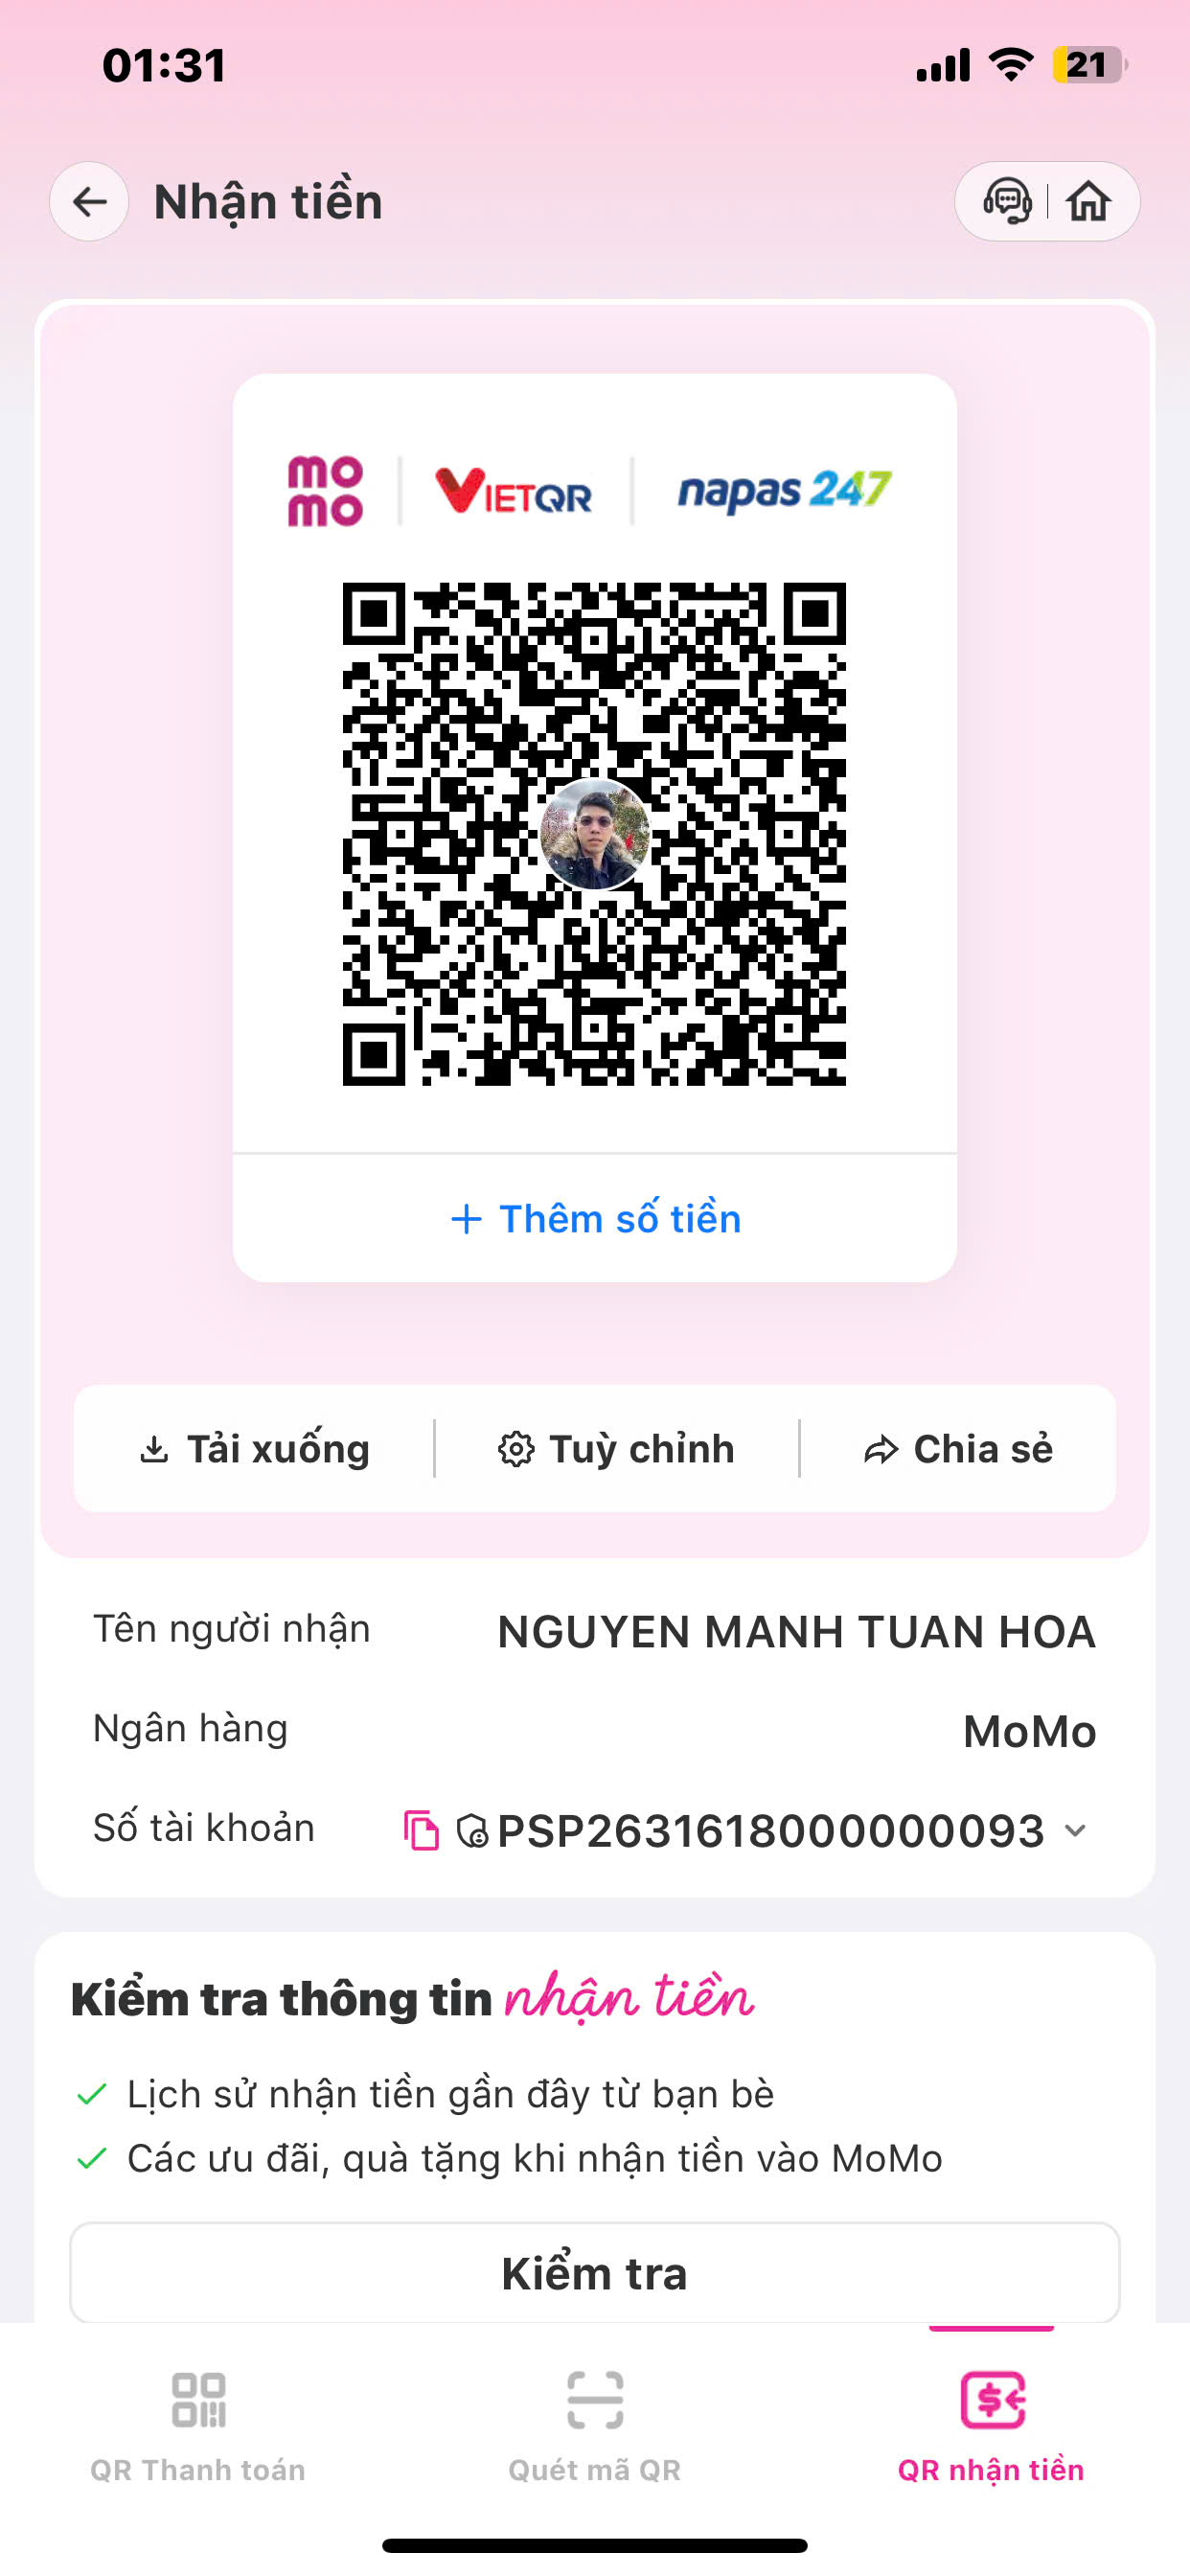 01:31
21
Nhận tiền
momo
VIETQR
napas 247
+ Thêm số tiền
Tải xuống
Tuỳ chỉnh
Chia sẻ
Tên người nhận NGUYEN MANH TUAN HOA
Ngân hàng MoMo
Số tài khoản PSP2631618000000093
Kiểm tra thông tin nhận tiền
Lịch sử nhận tiền gần đây từ bạn bè
Các ưu đãi, quà tặng khi nhận tiền vào MoMo
Kiểm tra
QR Thanh toán
Quét mã QR
QR nhận tiền